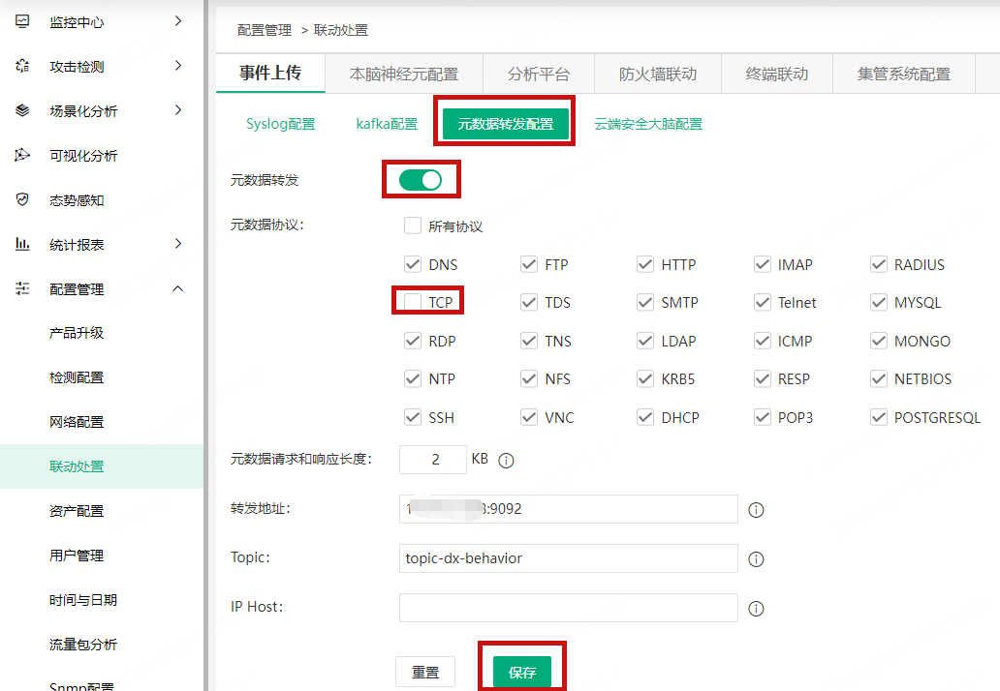 监控中心
攻击检测
场景化分析
可视化分析
态势感知
统计报表
配置管理
产品升级
检测配置
网络配置
联动处置
资产配置
用户管理
时间与日期
流量包分析
Snmp配置
配置管理 > 联动处置
事件上传 本脑神经元配置 分析平台 防火墙联动 终端联动 集管系统配置
Syslog配置 kafka配置 元数据转发配置 云端安全大脑配置
元数据转发
元数据协议: 所有协议
DNS FTP HTTP IMAP RADIUS
TCP TDS SMTP Telnet MYSQL
RDP TNS LDAP ICMP MONGO
NTP NFS KRB5 RESP NETBIOS
SSH VNC DHCP POP3 POSTGRESQL
元数据请求和响应长度: 2 KB
转发地址: :9092
Topic: topic-dx-behavior
IP Host:
重置 保存